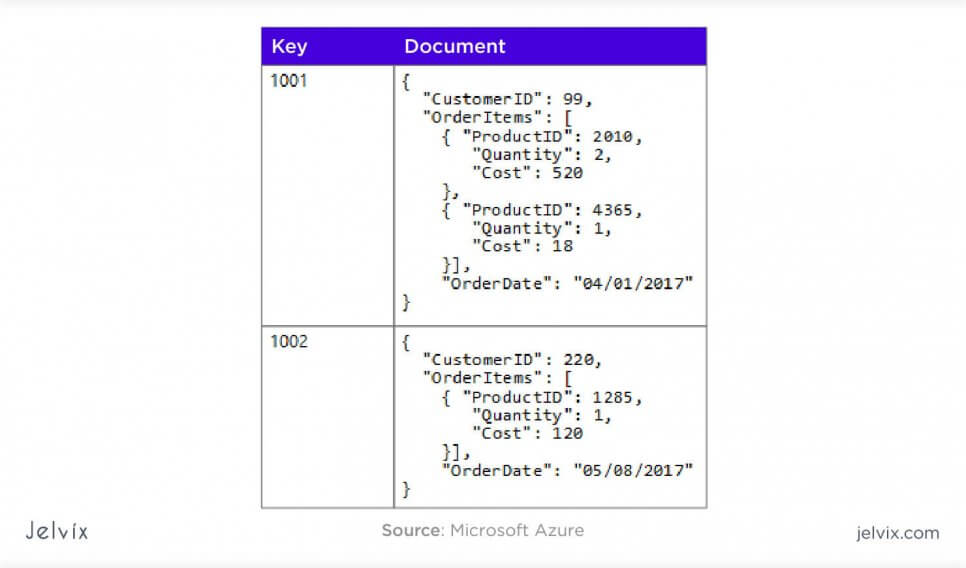 Key Document
1001
{
"CustomerID": 99,
"OrderItems": [
{ "ProductID": 2010,
"Quantity": 2,
"Cost": 520
},
{ "ProductID": 4365,
"Quantity": 1,
"Cost": 18
}],
"OrderDate": "04/01/2017"
}
1002
{
"CustomerID": 220,
"OrderItems": [
{ "ProductID": 1285,
"Quantity": 1,
"Cost": 120
}],
"OrderDate": "05/08/2017"
}
Jelvix
Source: Microsoft Azure
jelvix.com